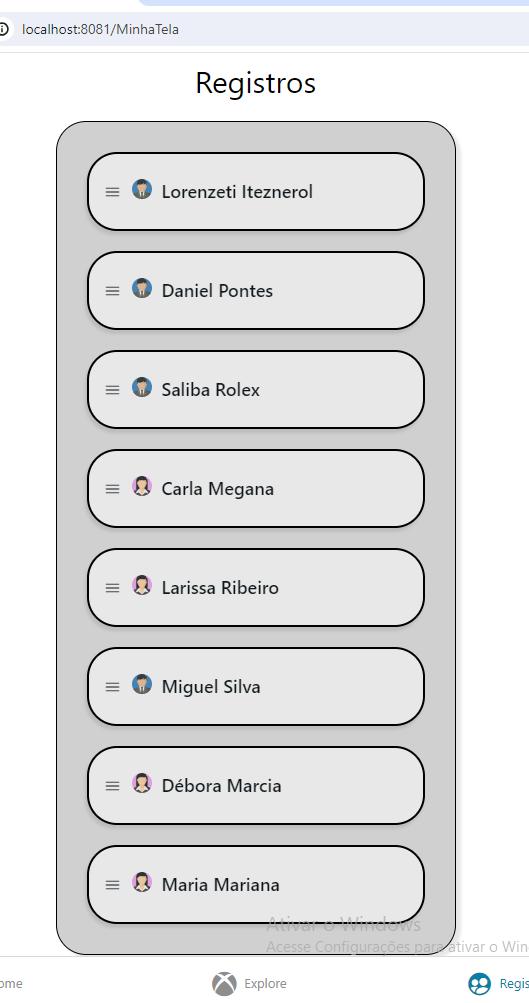 localhost:8081/MinhaTela
Registros
Lorenzeti Iteznerol
Daniel Pontes
Saliba Rolex
Carla Megana
Larissa Ribeiro
Miguel Silva
Débora Marcia
Maria Mariana
Ativar o Windows
Acesse Configurações para ativar o Win
ome
Explore
Regis